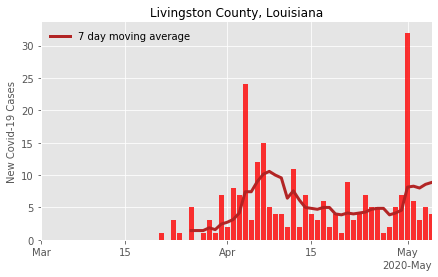 Livingston County, Louisiana
7 day moving average
New Covid-19 Cases
30
25
20
15
10
5
0
Mar 15 Apr 15 May
2020-May